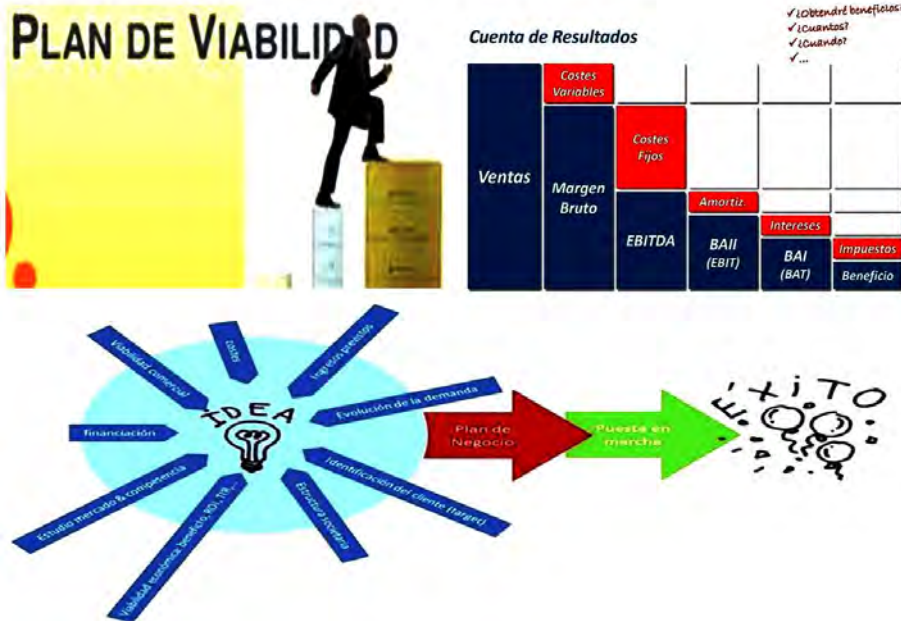 PLAN DE VIABILIDAD
✓ ¿Obtendré beneficios?
✓ ¿Cuantos?
✓ ¿Cuando?
✓ ...
Cuenta de Resultados
Ventas
Costes
Variables
Margen
Bruto
Costes
Fijos
EBITDA
Amortiz.
BAII
(EBIT)
Intereses
BAI
(BAT)
Impuestos
Beneficio
Viabilidad comercial
costes
Ingresos previstos
Evolución de la demanda
financiación
IDEA
Identificación del cliente (target)
Estudio mercado & competencia
Viabilidad económica: beneficio, ROI, TIR, ...
Estructura societaria
Plan de
Negocio
Puesta en
marcha
EXITO